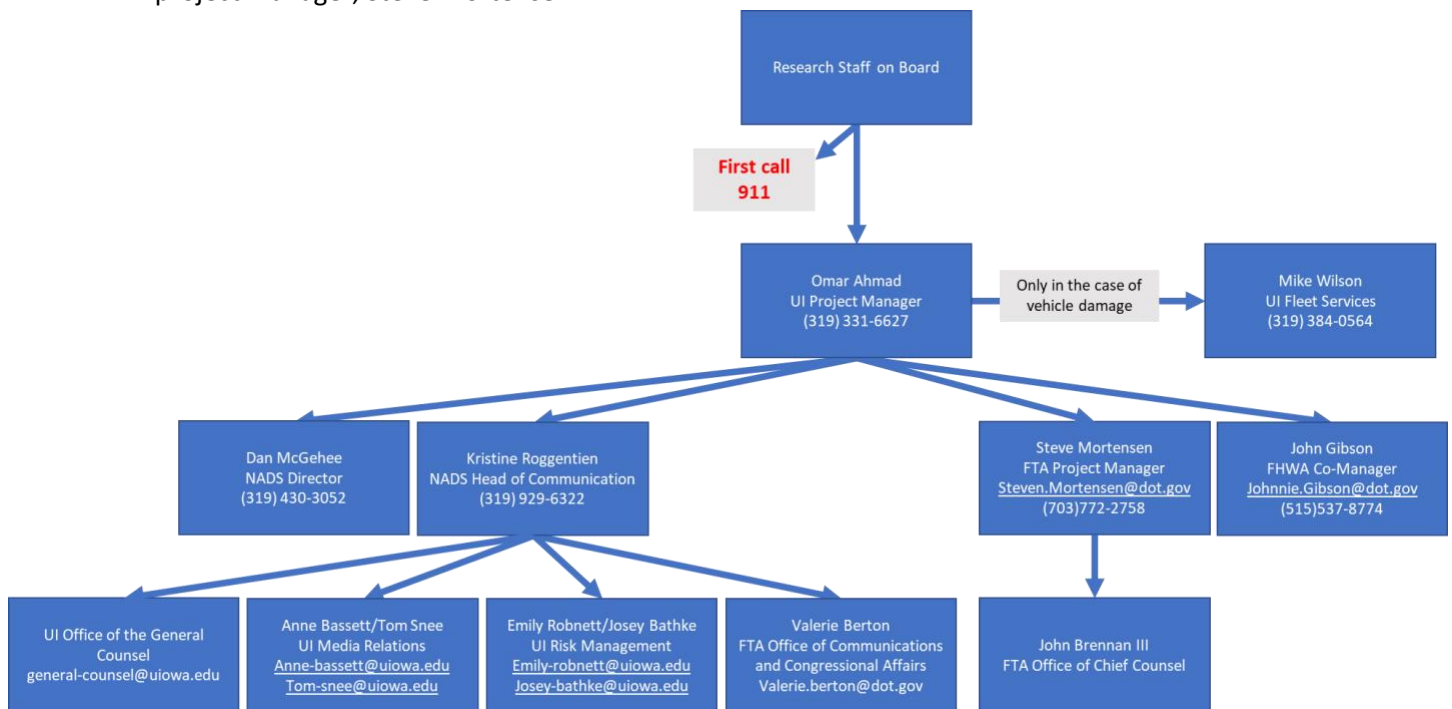 project manager, Steven Mortensen
Research Staff on Board
First call
911
Omar Ahmad
UI Project Manager
(319) 331-6627
Only in the case of
vehicle damage
Mike Wilson
UI Fleet Services
(319) 384-0564
Dan McGehee
NADS Director
(319) 430-3052
Kristine Roggentien
NADS Head of Communication
(319) 929-6322
Steve Mortensen
FTA Project Manager
Steven.Mortensen@dot.gov
(703)772-2758
John Gibson
FHWA Co-Manager
Johnnie.Gibson@dot.gov
(515)537-8774
UI Office of the General
Counsel
general-counsel@uiowa.edu
Anne Bassett/Tom Snee
UI Media Relations
Anne-bassett@uiowa.edu
Tom-snee@uiowa.edu
Emily Robnett/Josey Bathke
UI Risk Management
Emily-robnett@uiowa.edu
Josey-bathke@uiowa.edu
Valerie Berton
FTA Office of Communications
and Congressional Affairs
Valerie.berton@dot.gov
John Brennan III
FTA Office of Chief Counsel